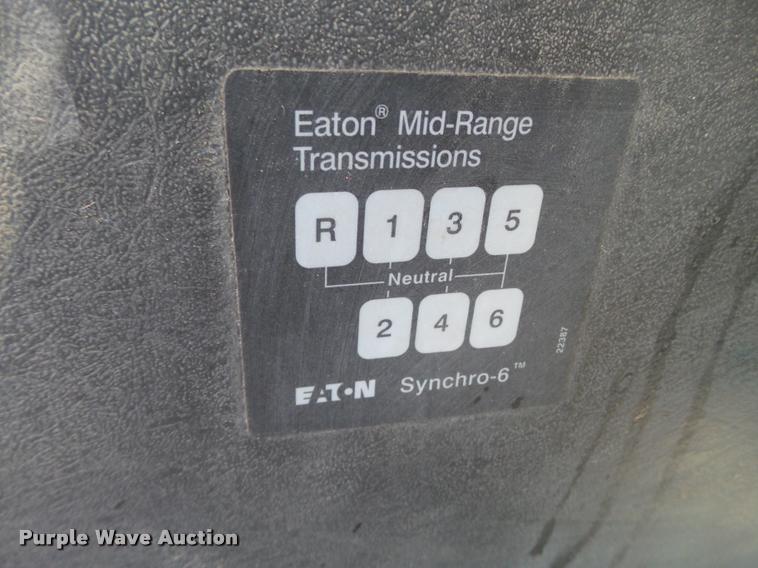 Eaton® Mid-Range
Transmissions
R 1 3 5
Neutral
2 4 6
22387
EATON Synchro-6™
Purple Wave Auction